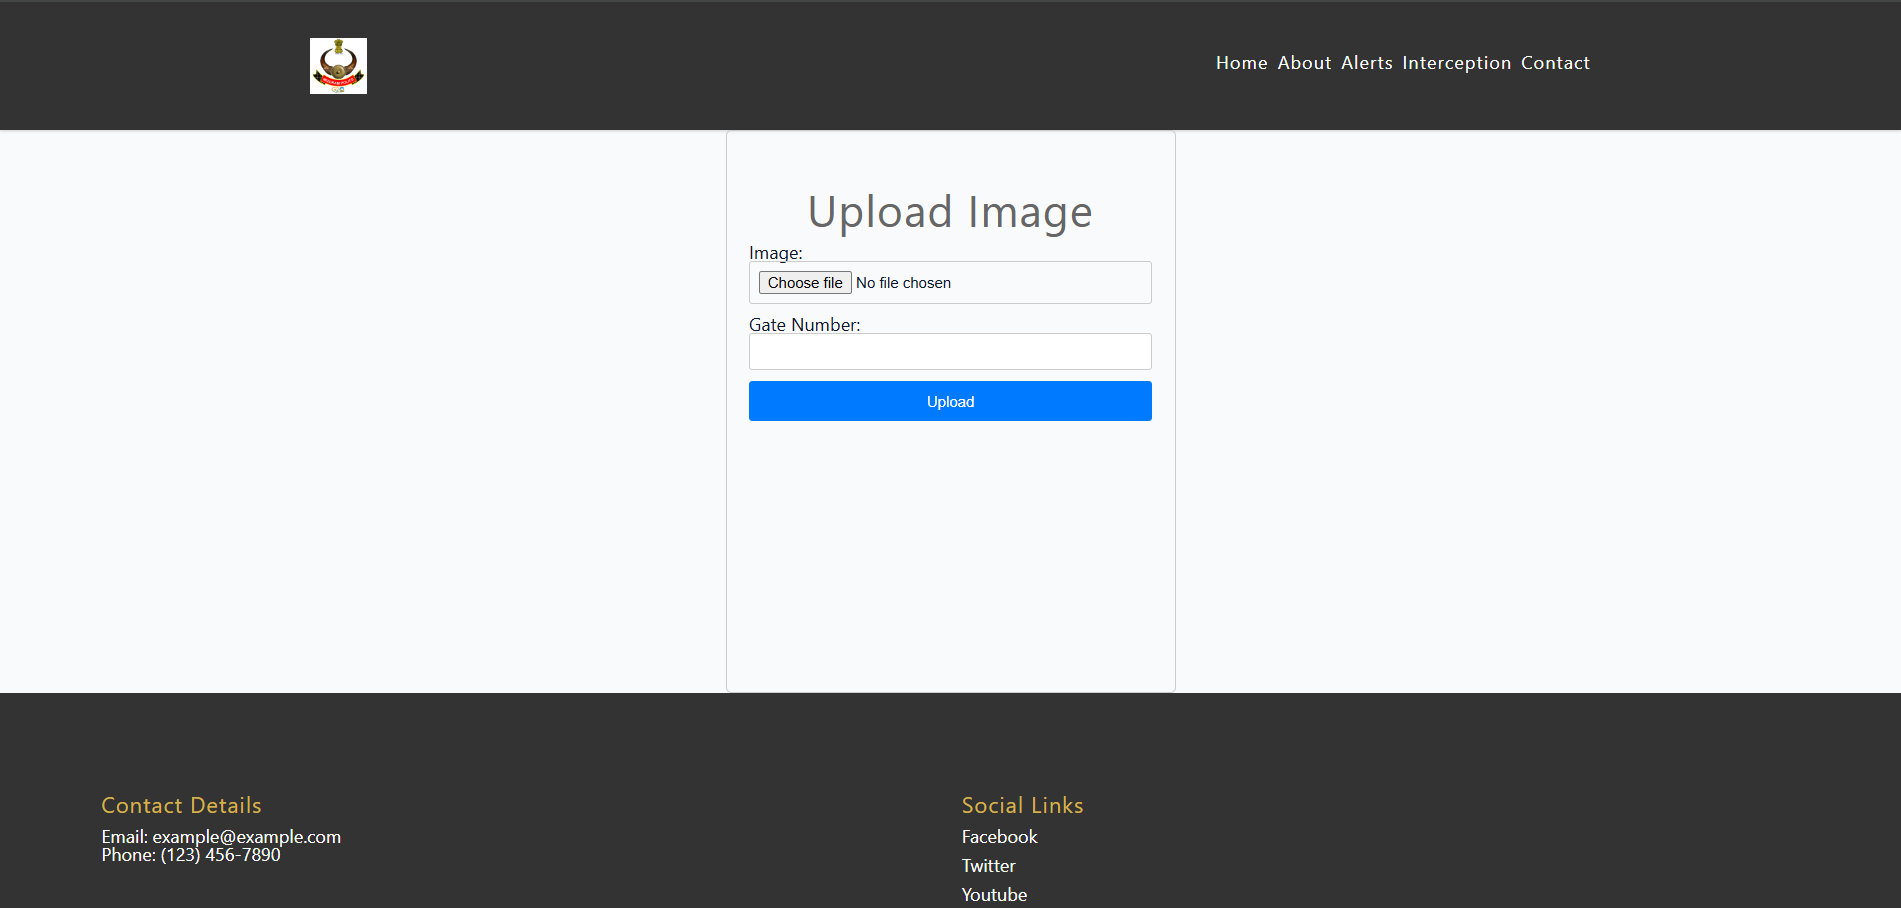 Home About Alerts Interception Contact
Upload Image
Image:
Choose file No file chosen
Gate Number:
Upload
Contact Details
Email: example@example.com
Phone: (123) 456-7890
Social Links
Facebook
Twitter
Youtube